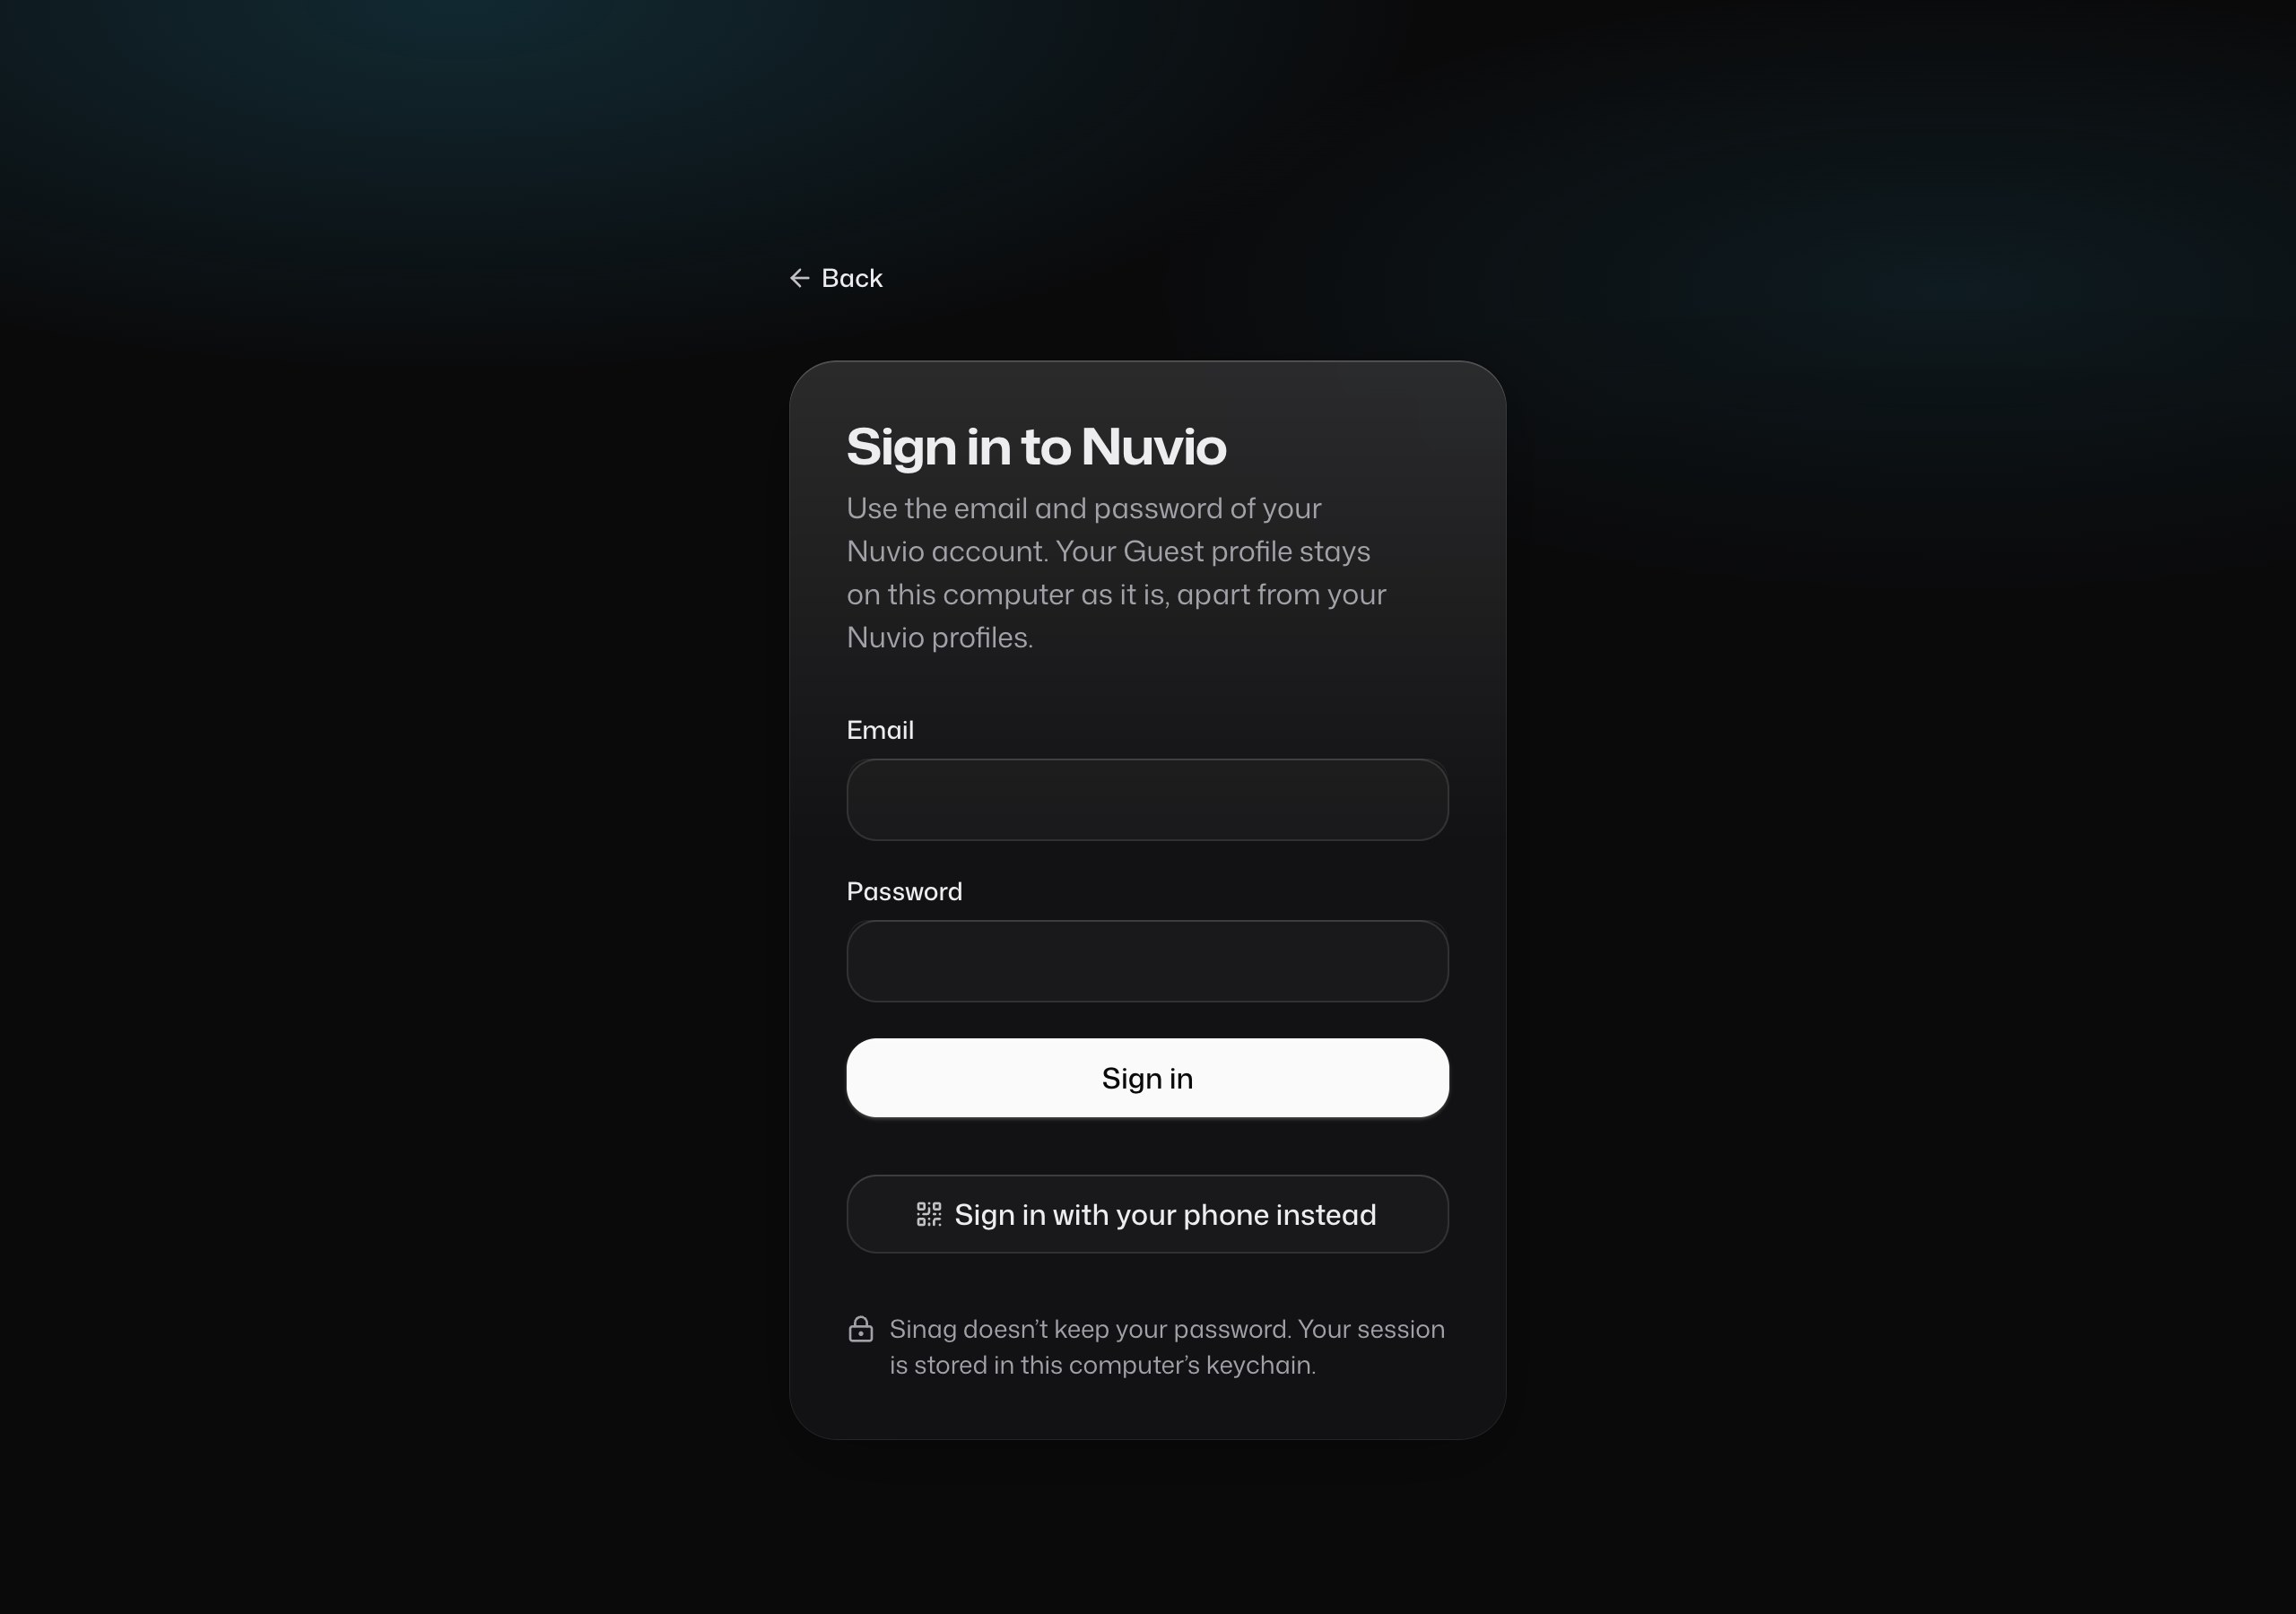 Back
Sign in to Nuvio
Use the email and password of your
Nuvio account. Your Guest profile stays
on this computer as it is, apart from your
Nuvio profiles.
Email
Password
Sign in
Sign in with your phone instead
Sinag doesn’t keep your password. Your session
is stored in this computer’s keychain.